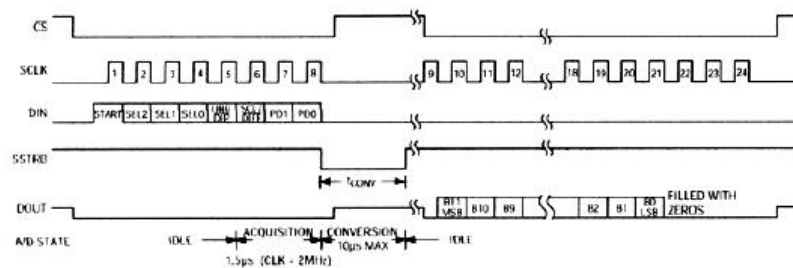 CS
SCLK 1 2 3 4 5 6 7 8 9 10 11 12 18 19 20 21 22 23 24
DIN START SEL2 SEL1 SEL0 UNI/ BIP SGL/ DIFF PD1 PD0
SSTRB
tCONV
DOUT B11 MSB B10 B9 B2 B1 B0 LSB FILLED WITH ZEROS
A/D STATE IDLE ACQUISITION CONVERSION IDLE
1.5µs (CLK - 2MHz) 10µs MAX